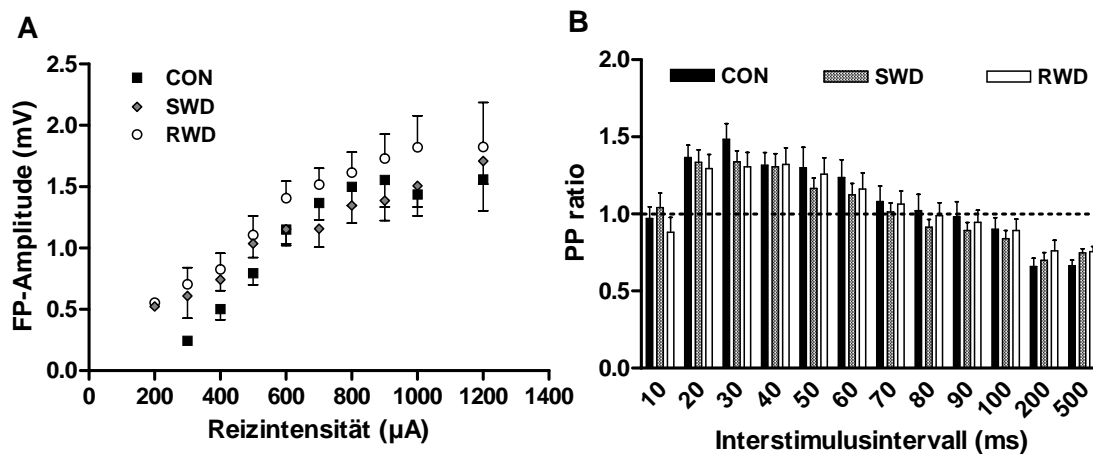 A
2.5
2.0
1.5
1.0
0.5
0.0
FP-Amplitude (mV)
CON
SWD
RWD
0 200 400 600 800 1000 1200 1400
Reizintensität (µA)
B
2.0
1.5
1.0
0.5
0.0
PP ratio
CON SWD RWD
10 20 30 40 50 60 70 80 90 100 200 500
Interstimulusintervall (ms)